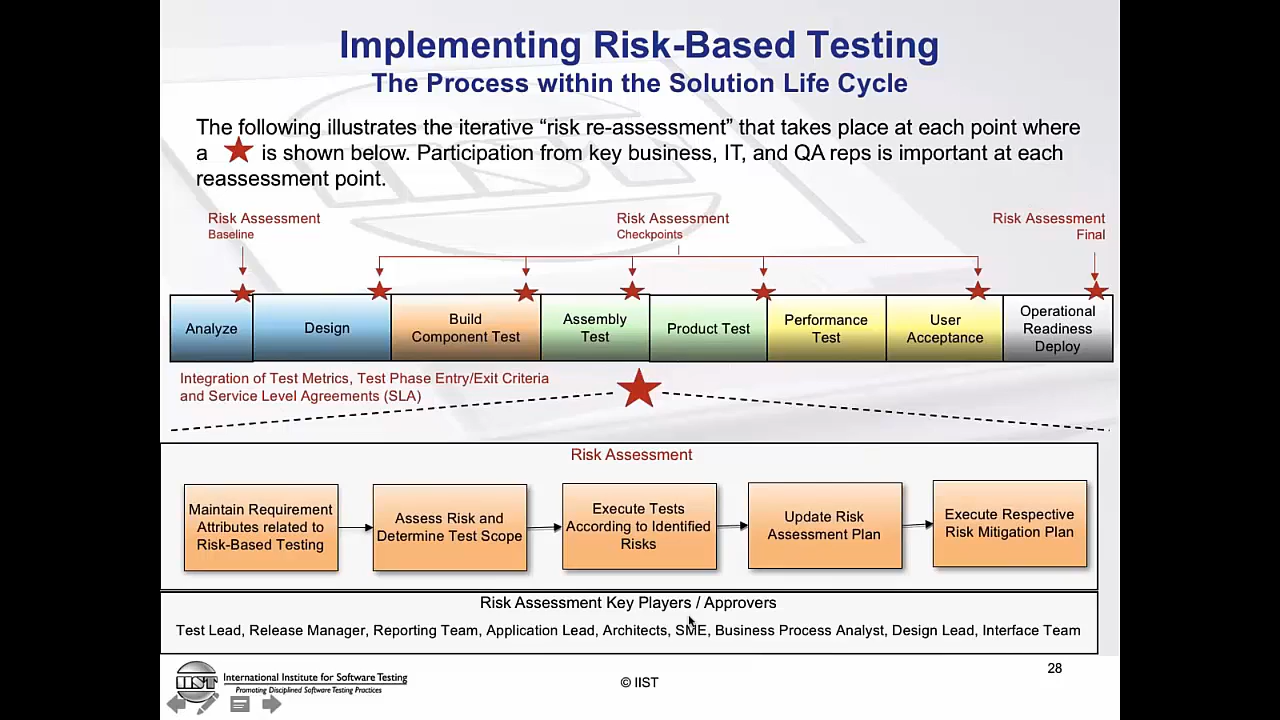 Implementing Risk-Based Testing
The Process within the Solution Life Cycle
The following illustrates the iterative “risk re-assessment” that takes place at each point where
a is shown below. Participation from key business, IT, and QA reps is important at each
reassessment point.
Risk Assessment
Baseline
Risk Assessment
Checkpoints
Risk Assessment
Final
Analyze
Design
Build
Component Test
Assembly
Test
Product Test
Performance
Test
User
Acceptance
Operational
Readiness
Deploy
Integration of Test Metrics, Test Phase Entry/Exit Criteria
and Service Level Agreements (SLA)
Risk Assessment
Maintain Requirement
Attributes related to
Risk-Based Testing
Assess Risk and
Determine Test Scope
Execute Tests
According to Identified
Risks
Update Risk
Assessment Plan
Execute Respective
Risk Mitigation Plan
Risk Assessment Key Players / Approvers
Test Lead, Release Manager, Reporting Team, Application Lead, Architects, SME, Business Process Analyst, Design Lead, Interface Team
IIST
International Institute for Software Testing
Promoting Disciplined Software Testing Practices
© IIST
28